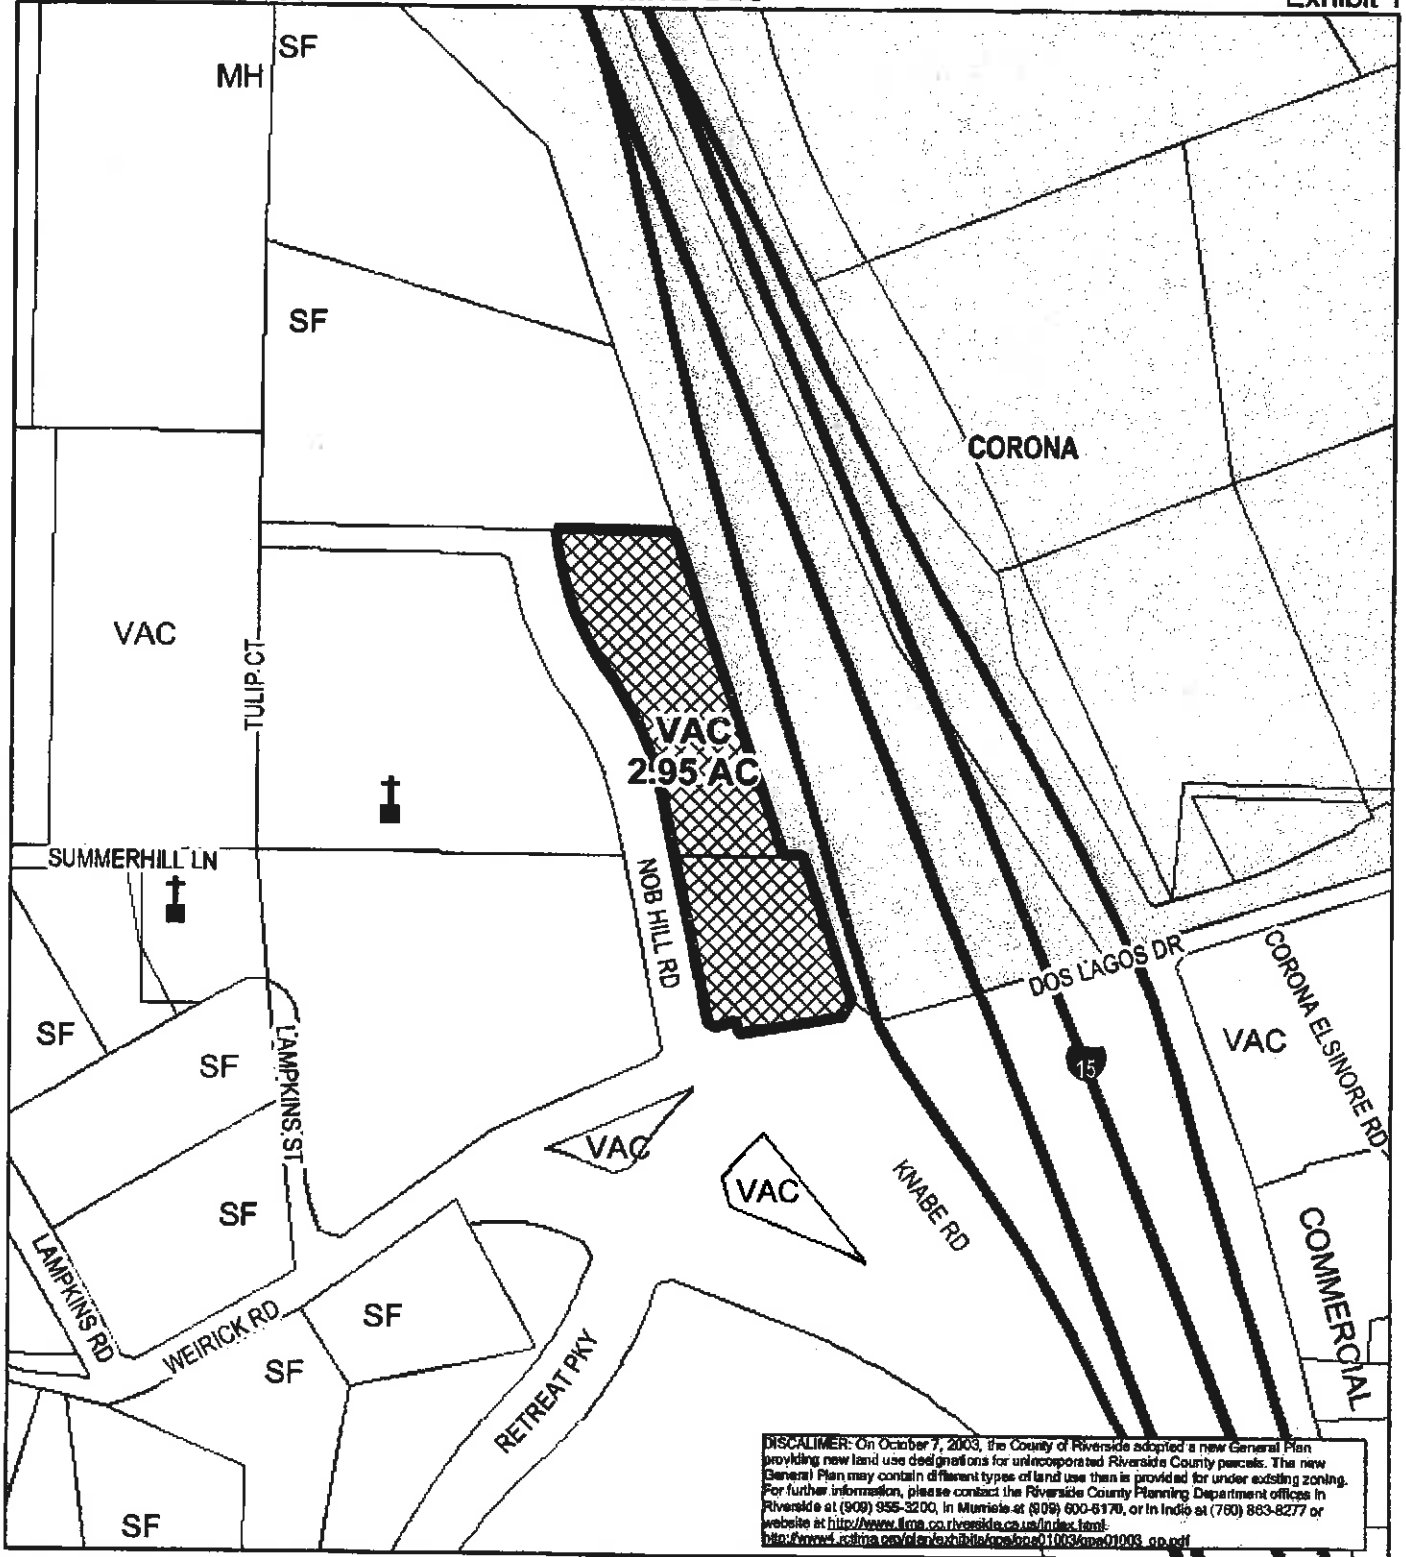 Exhibit 1
SF
MH
SF
CORONA
VAC
TULIP CT
VAC
2.95 AC
SUMMERHILL LN
NOB HILL RD
DOS LAGOS DR
CORONA ELSINORE RD
SF
SF
LAMPKINS ST
15
VAC
VAC
VAC
KNABE RD
SF
COMMERCIAL
LAMPKINS RD
WEIRICK RD
SF
SF
RETREAT PKY
SF
DISCALIMER: On October 7, 2003, the County of Riverside adopted a new General Plan
providing new land use designations for unincorporated Riverside County parcels. The new
General Plan may contain different types of land use than is provided for under existing zoning.
For further information, please contact the Riverside County Planning Department offices in
Riverside at (909) 955-3200, in Murrieta at (909) 600-6170, or in Indio at (760) 863-8277 or
website at http://www.tlma.co.riverside.ca.us/index.html